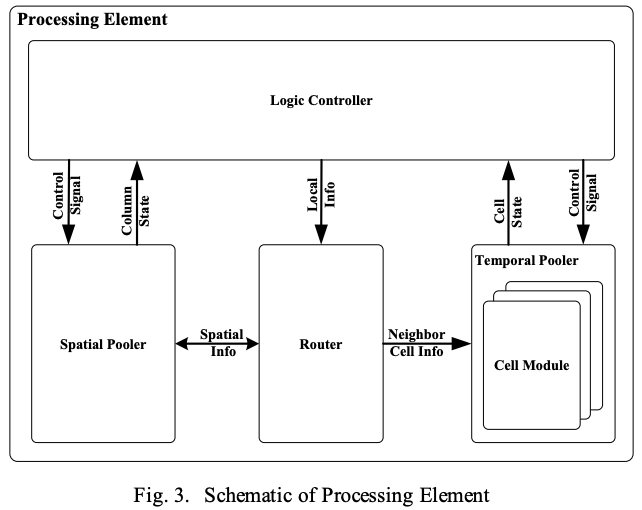 Processing Element
Logic Controller
Control
Signal
Column
State
Local
Info
Cell
State
Control
Signal
Temporal Pooler
Spatial Pooler
Spatial
Info
Router
Neighbor
Cell Info
Cell Module
Fig. 3. Schematic of Processing Element